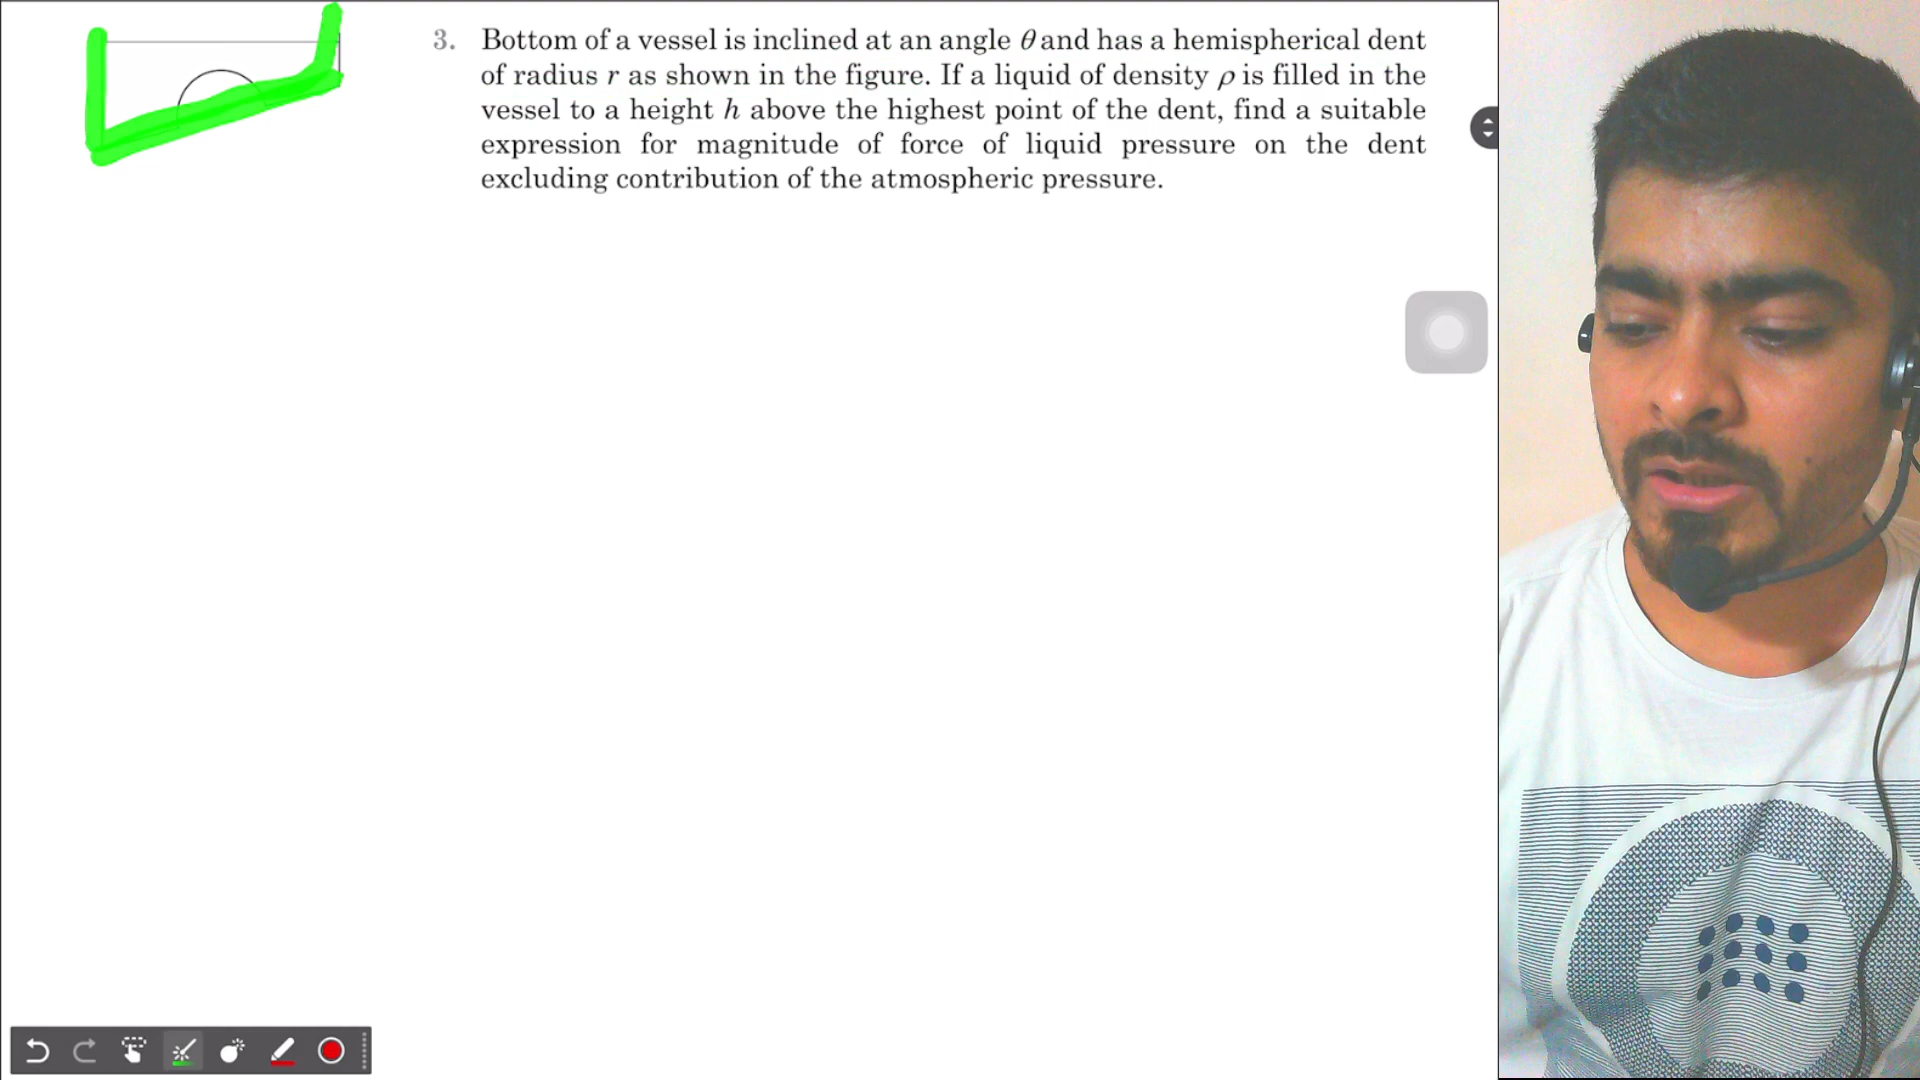 3. Bottom of a vessel is inclined at an angle θ and has a hemispherical dent
of radius r as shown in the figure. If a liquid of density ρ is filled in the
vessel to a height h above the highest point of the dent, find a suitable
expression for magnitude of force of liquid pressure on the dent
excluding contribution of the atmospheric pressure.